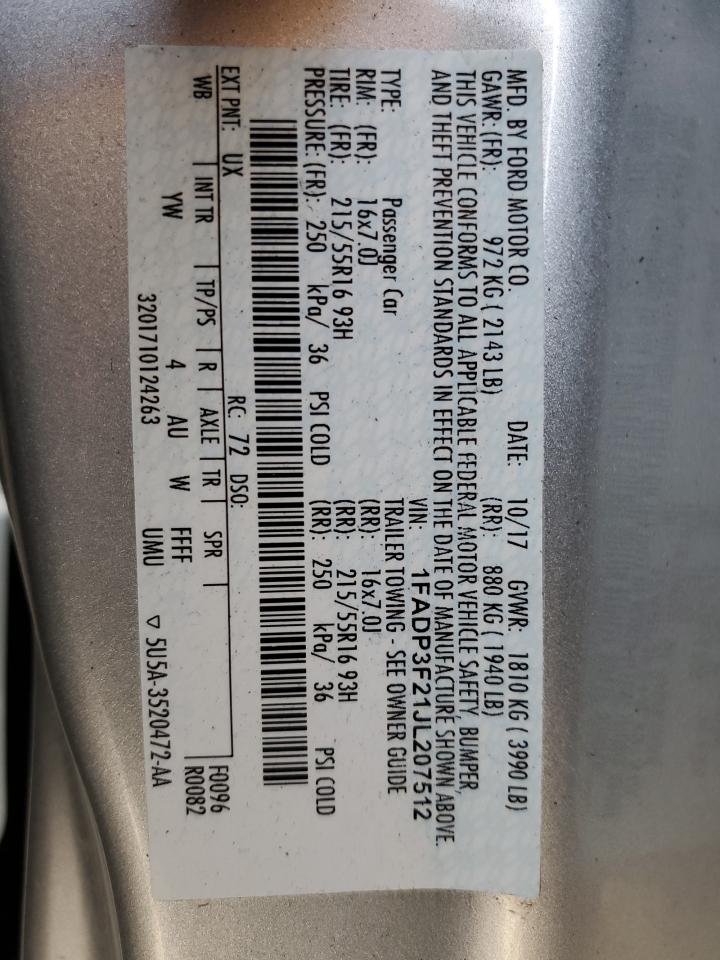 MFD. BY FORD MOTOR CO. DATE: 10/17 GVWR: 1810 KG ( 3990 LB)
GAWR: (FR): 972 KG ( 2143 LB) (RR): 880 KG ( 1940 LB)
THIS VEHICLE CONFORMS TO ALL APPLICABLE FEDERAL MOTOR VEHICLE SAFETY, BUMPER,
AND THEFT PREVENTION STANDARDS IN EFFECT ON THE DATE OF MANUFACTURE SHOWN ABOVE.
VIN: 1FADP3F21JL207512
TYPE: Passenger Car TRAILER TOWING - SEE OWNER GUIDE
RIM: (FR): 16x7.0J (RR): 16x7.0J
TIRE: (FR): 215/55R16 93H (RR): 215/55R16 93H
PRESSURE: (FR): 250 kPa/ 36 PSI COLD (RR): 250 kPa/ 36 PSI COLD
EXT PNT: UX RC: 72 DSO: F0096
WB | INT TR | TP/PS | R | AXLE | TR | SPR | R0082
YW 4 AU W FFFF
3201710124263 UMU ▽ 5U5A-3520472-AA